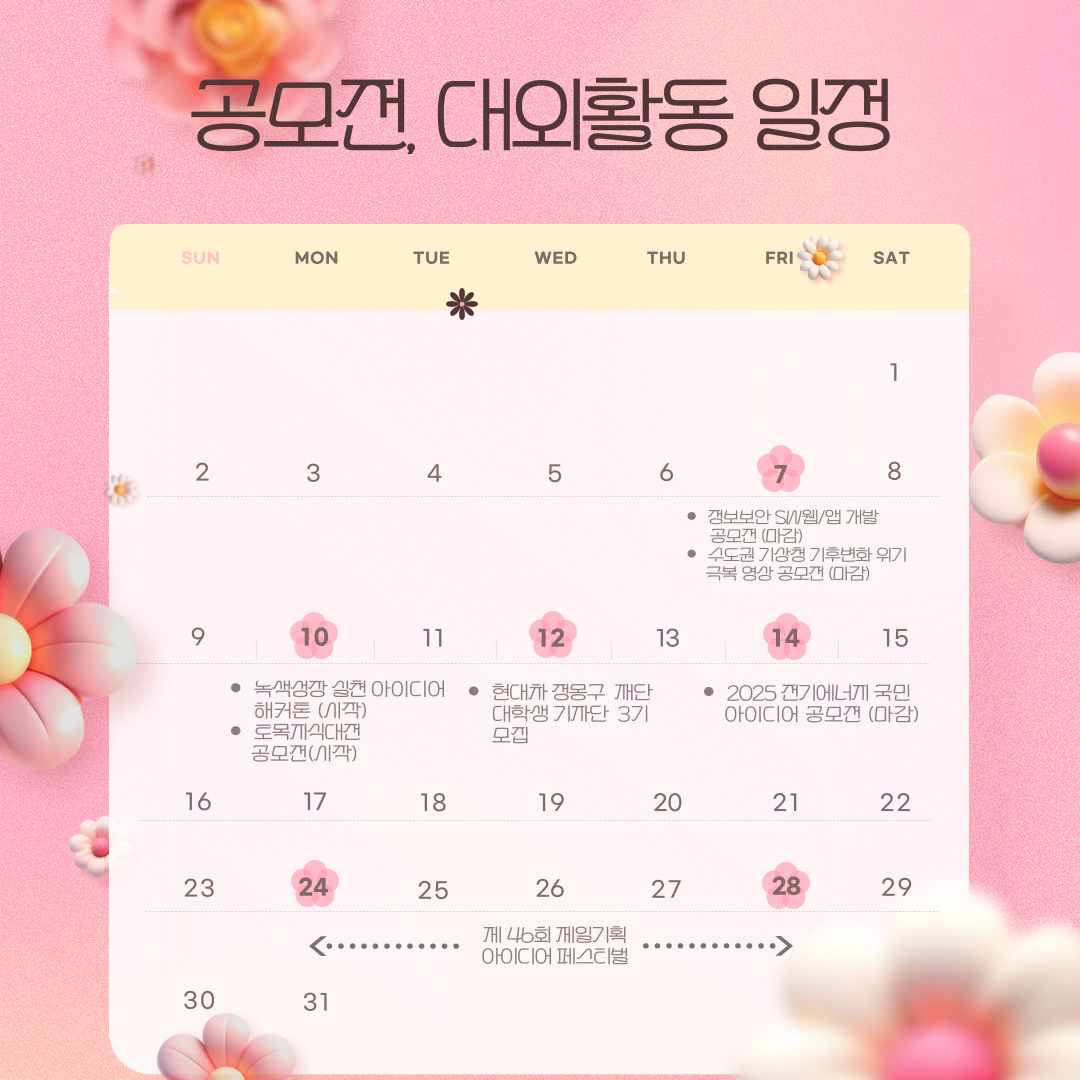 공모전, 대외활동 일정
SUN MON TUE WED THU FRI SAT
1
2 3 4 5 6 7 8
• 정보보안 S/W웹/앱 개발
공모전 (마감)
• 수도권 기상청 기후변화 위기
극복 영상 공모전 (마감)
9 10 11 12 13 14 15
• 녹색성장 실천 아이디어
해커톤 (시작)
• 토목지식대전
공모전(시작)
• 현대차 정몽구 재단
대학생 기자단 3기
모집
• 2025 전기에너지 국민
아이디어 공모전 (마감)
16 17 18 19 20 21 22
23 24 25 26 27 28 29
제 46회 제일기획
아이디어 페스티벌
30 31